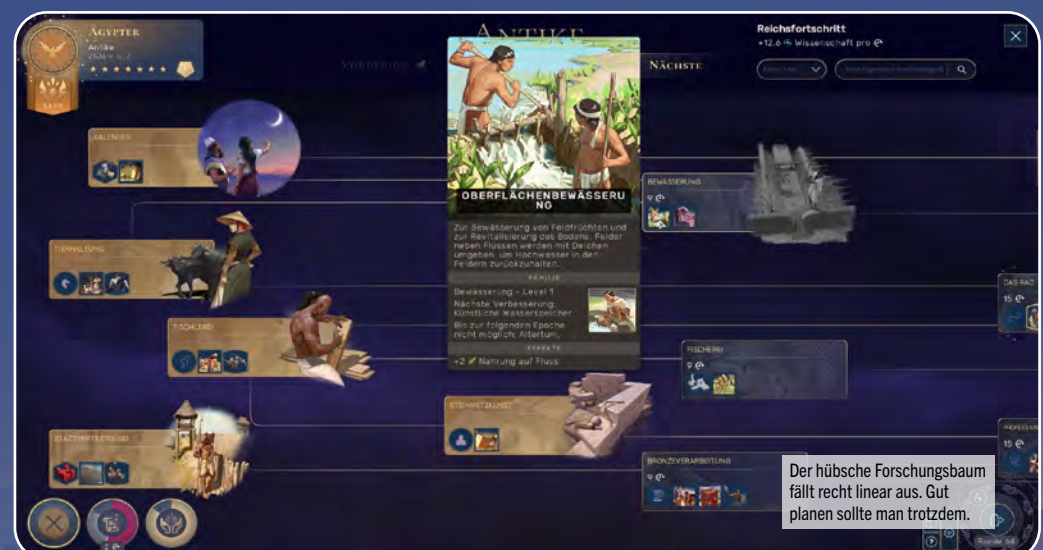 ÄGYPTER
Antike
ANTIKE
Reichsfortschritt
+12.6 Wissenschaft pro
VORHERIGE
NÄCHSTE
KALENDER
OBERFLÄCHENBEWÄSSERU
NG
Zur Bewässerung von Feldfrüchten und
zur Revitalisierung des Bodens. Felder
neben Flüssen werden mit Deichen
umgeben, um Hochwasser in den
Feldern zurückzuhalten.
FAMILIE
Bewässerung – Level 1
Nächste Verbesserung:
Künstliche Wasserspeicher
Bis zur folgenden Epoche
nicht möglich: Altertum.
EFFEKTE
+2 Nahrung auf Fluss
BEWÄSSERUNG
9
TIERHALTUNG
DAS RAD
15
TISCHLEREI
FISCHEREI
9
STEINMETZKUNST
STADTVERTEIDIGUNG
BRONZEVERARBEITUNG
9
15
Der hübsche Forschungsbaum
fällt recht linear aus. Gut
planen sollte man trotzdem.
Runde 64